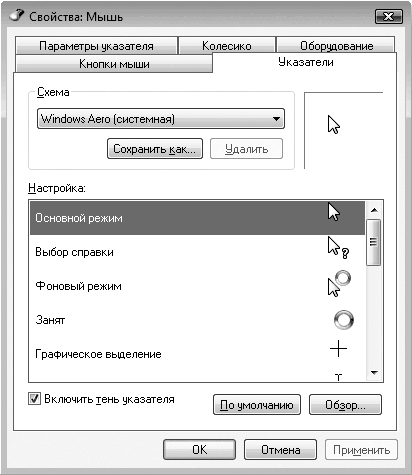 Свойства: Мышь
Параметры указателя Колесико Оборудование
Кнопки мыши Указатели
Схема
Windows Aero (системная)
Сохранить как... Удалить
Настройка:
Основной режим
Выбор справки
Фоновый режим
Занят
Графическое выделение
Включить тень указателя
По умолчанию Обзор...
OK Отмена Применить